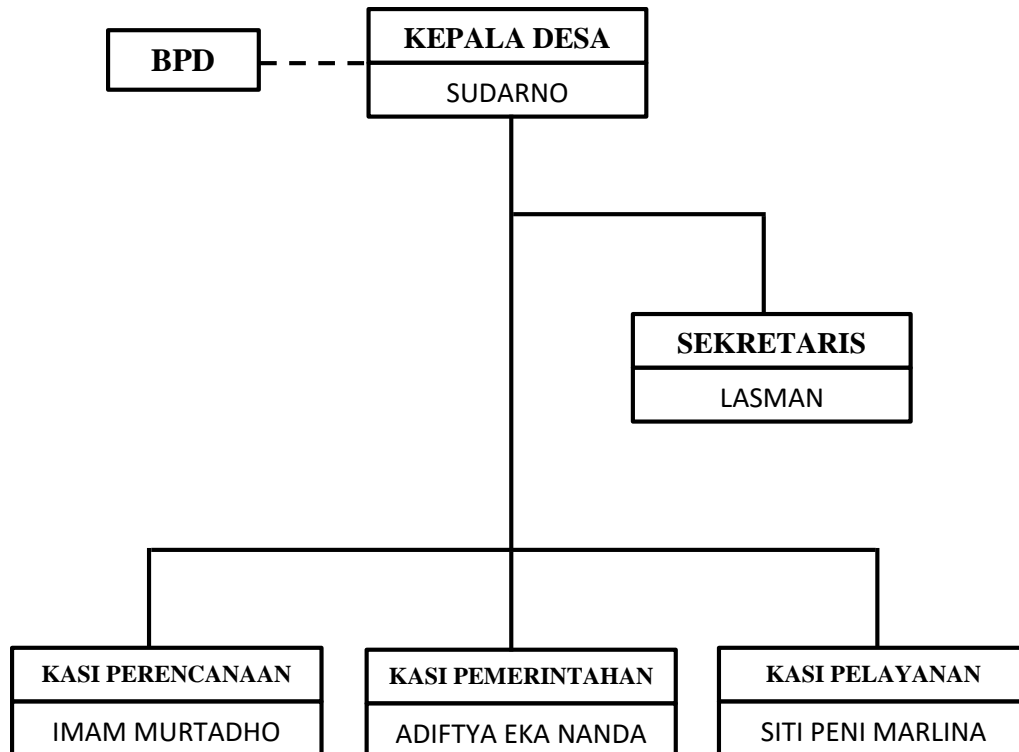 BPD
KEPALA DESA
SUDARNO
SEKRETARIS
LASMAN
KASI PERENCANAAN
IMAM MURTADHO
KASI PEMERINTAHAN
ADIFTYA EKA NANDA
KASI PELAYANAN
SITI PENI MARLINA